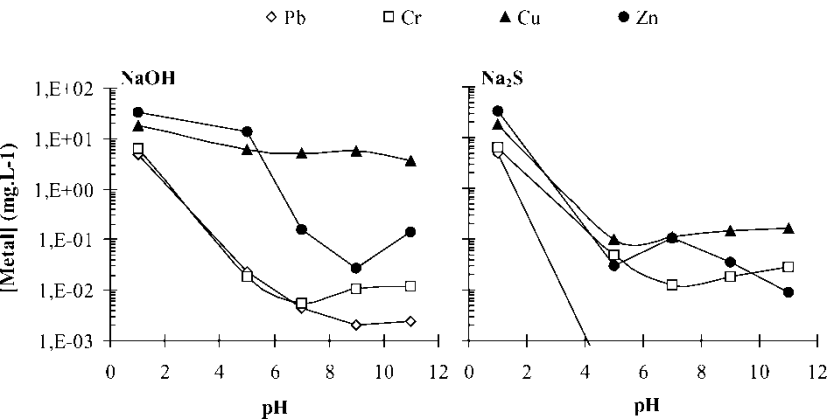 Pb Cr Cu Zn
NaOH Na₂S
1,E+02
1,E+01
1,E+00
1,E-01
1,E-02
1,E-03
[Metal] (mg.L-1)
0 2 4 6 8 10 12 0 2 4 6 8 10 12
pH pH